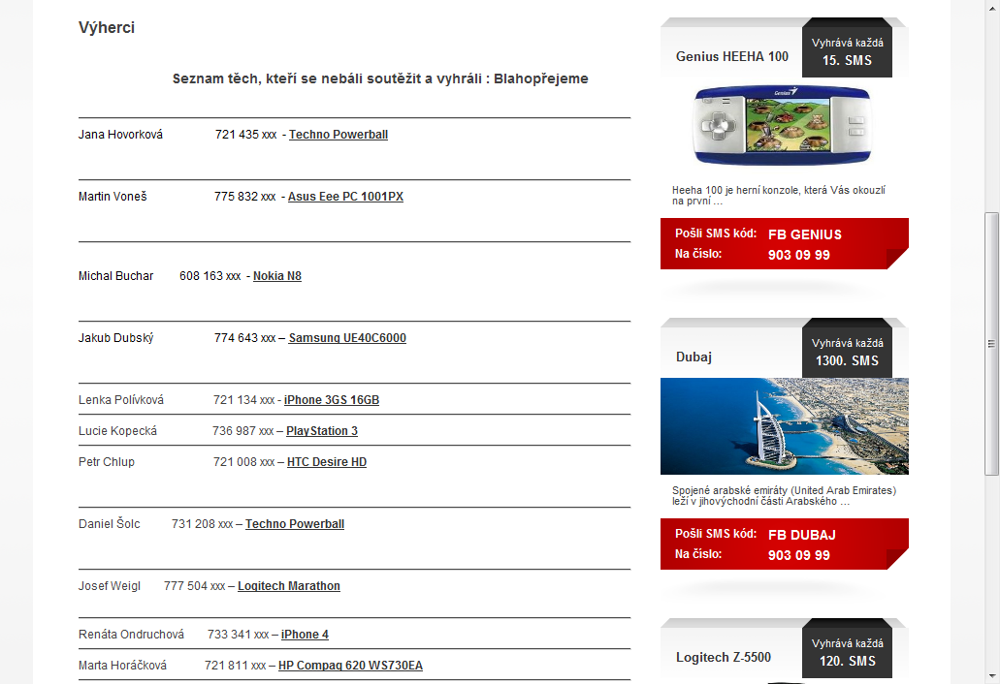 Výherci
Seznam těch, kteří se nebáli soutěžit a vyhráli : Blahopřejeme
Jana Hovorková 721 435 xxx - Techno Powerball
Martin Voneš 775 832 xxx - Asus Eee PC 1001PX
Michal Buchar 608 163 xxx - Nokia N8
Jakub Dubský 774 643 xxx – Samsung UE40C6000
Lenka Polívková 721 134 xxx - iPhone 3GS 16GB
Lucie Kopecká 736 987 xxx – PlayStation 3
Petr Chlup 721 008 xxx – HTC Desire HD
Daniel Šolc 731 208 xxx – Techno Powerball
Josef Weigl 777 504 xxx – Logitech Marathon
Renáta Ondruchová 733 341 xxx – iPhone 4
Marta Horáčková 721 811 xxx – HP Compaq 620 WS730EA
Genius HEEHA 100
Vyhrává každá
15. SMS
Genius
Heeha 100 je herní konzole, která Vás okouzlí
na první ...
Pošli SMS kód: FB GENIUS
Na číslo: 903 09 99
Dubaj
Vyhrává každá
1300. SMS
Spojené arabské emiráty (United Arab Emirates)
leží v jihovýchodní části Arabského ...
Pošli SMS kód: FB DUBAJ
Na číslo: 903 09 99
Logitech Z-5500
Vyhrává každá
120. SMS